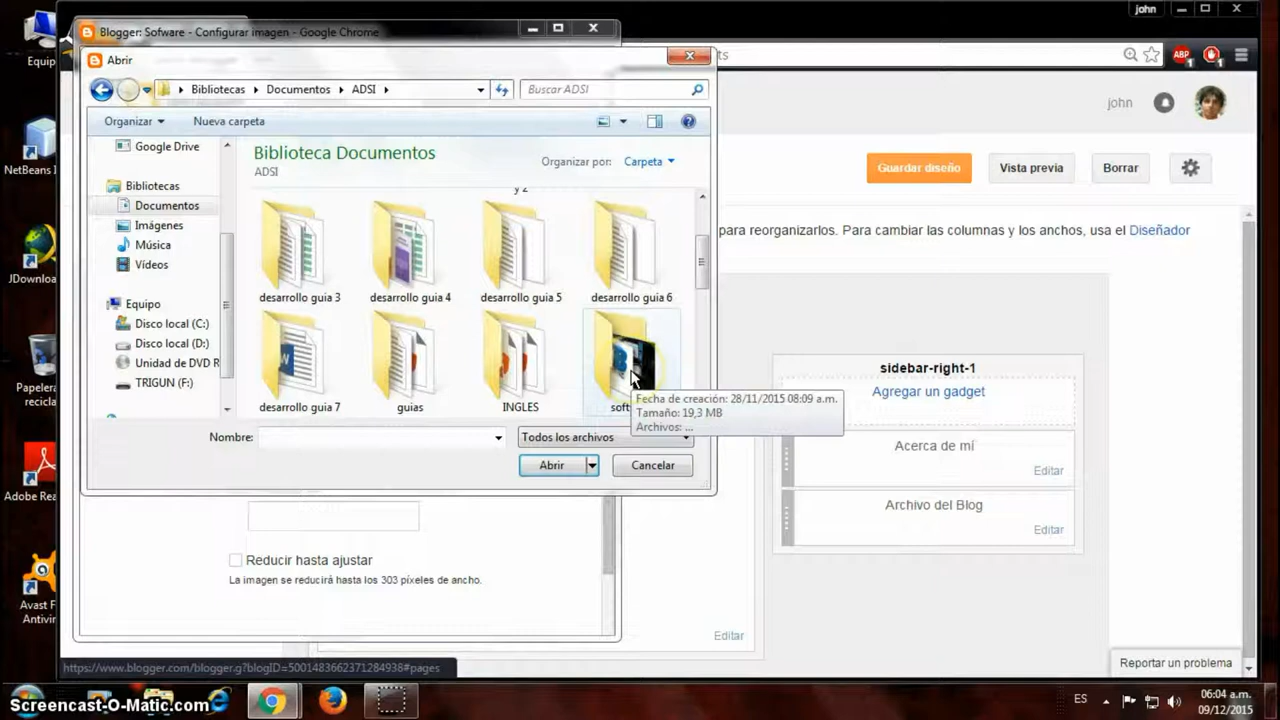 john
Blogger: Sofware - Configurar imagen - Google Chrome
Equipo
Abrir
Bibliotecas
Documentos
ADSI
Buscar ADSI
ABP
1
1
Organizar
Nueva carpeta
john
Google Drive
Biblioteca Documentos
Organizar por:
Carpeta
ADSI
NetBeans I
Guardar diseño
Vista previa
Borrar
Bibliotecas
y 2
Documentos
Imágenes
para reorganizarlos. Para cambiar las columnas y los anchos, usa el Diseñador
Música
Vídeos
JDownloa
desarrollo guia 3
desarrollo guia 4
desarrollo guia 5
desarrollo guia 6
Equipo
Disco local (C:)
Disco local (D:)
Unidad de DVD R
TRIGUN (F:)
sidebar-right-1
Agregar un gadget
Papelera
recicla
Fecha de creación: 28/11/2015 08:09 a.m.
Tamaño: 19,3 MB
Archivos: ...
desarrollo guia 7
guias
INGLES
soft
Nombre:
Todos los archivos
Acerca de mí
Editar
Abrir
Cancelar
Adobe Rea
Archivo del Blog
Editar
Reducir hasta ajustar
La imagen se reducirá hasta los 303 píxeles de ancho.
Avast F
Antivir
Editar
https://www.blogger.com/blogger.g?blogID=5001483662371284938#pages
Reportar un problema
Screencast-O-Matic.com
ES
06:04 a.m.
09/12/2015